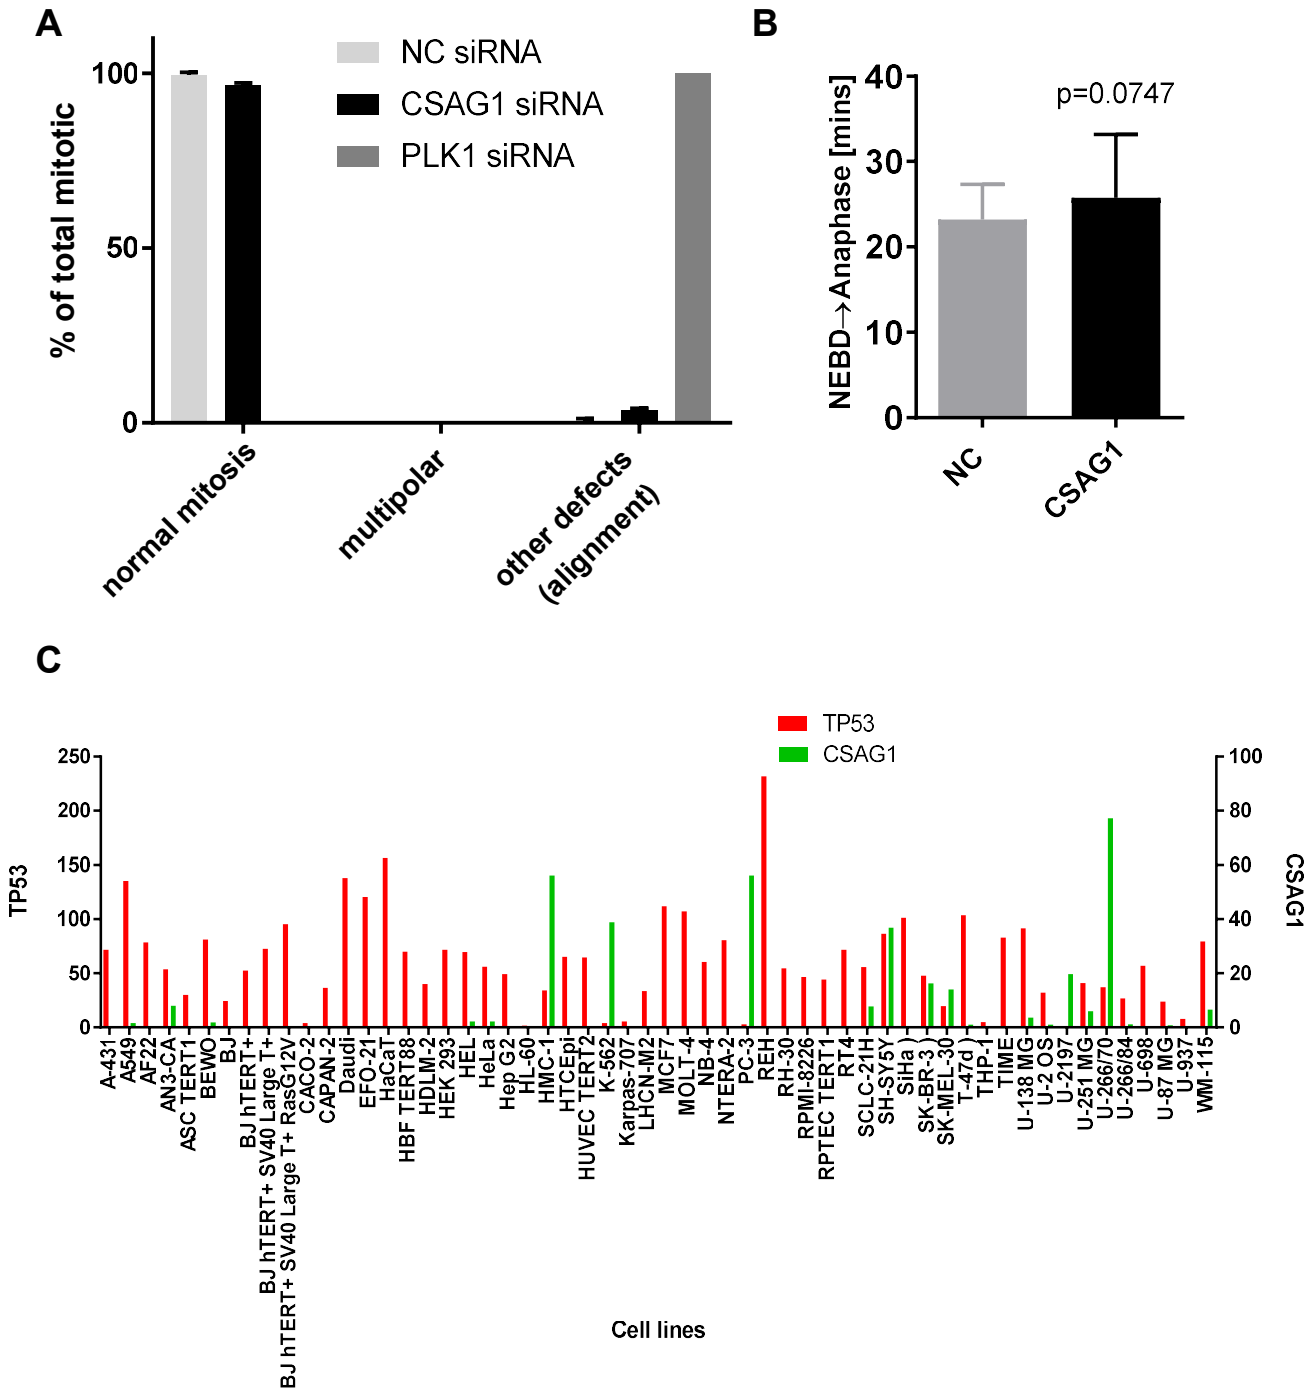 A
NC siRNA
CSAG1 siRNA
PLK1 siRNA
% of total mitotic
100
50
0
normal mitosis
multipolar
other defects
(alignment)
B
p=0.0747
NEBD→Anaphase [mins]
40
30
20
10
0
NC
CSAG1
C
TP53
CSAG1
TP53
250
200
150
100
50
0
100
80
60
40
20
0
CSAG1
A-431
A549
AF22
AN3-CA
ASC TERT1
BEWO
BJ
BJ hTERT+
BJ hTERT+ SV40 Large T+
BJ hTERT+ SV40 Large T+ RasG12V
CACO-2
CAPAN-2
Daudi
EFO-21
HaCaT
HBF TERT88
HDLM-2
HEK 293
HEL
HeLa
Hep G2
HL-60
HMC-1
HTCEpi
HUVEC TERT2
K-562
Karpas-707
LHCN-M2
MCF7
MOLT-4
NB-4
NTERA-2
PC-3
REH
RH-30
RPMI-8226
RPTEC TERT1
RT4
SCLC-21H
SH-SY5Y
SiHa )
SK-BR-3 )
SK-MEL-30
T-47d )
THP-1
TIME
U-138 MG
U-2 OS
U-2197
U-251 MG
U-266/70
U-266/84
U-698
U-87 MG
U-937
WM-115
Cell lines